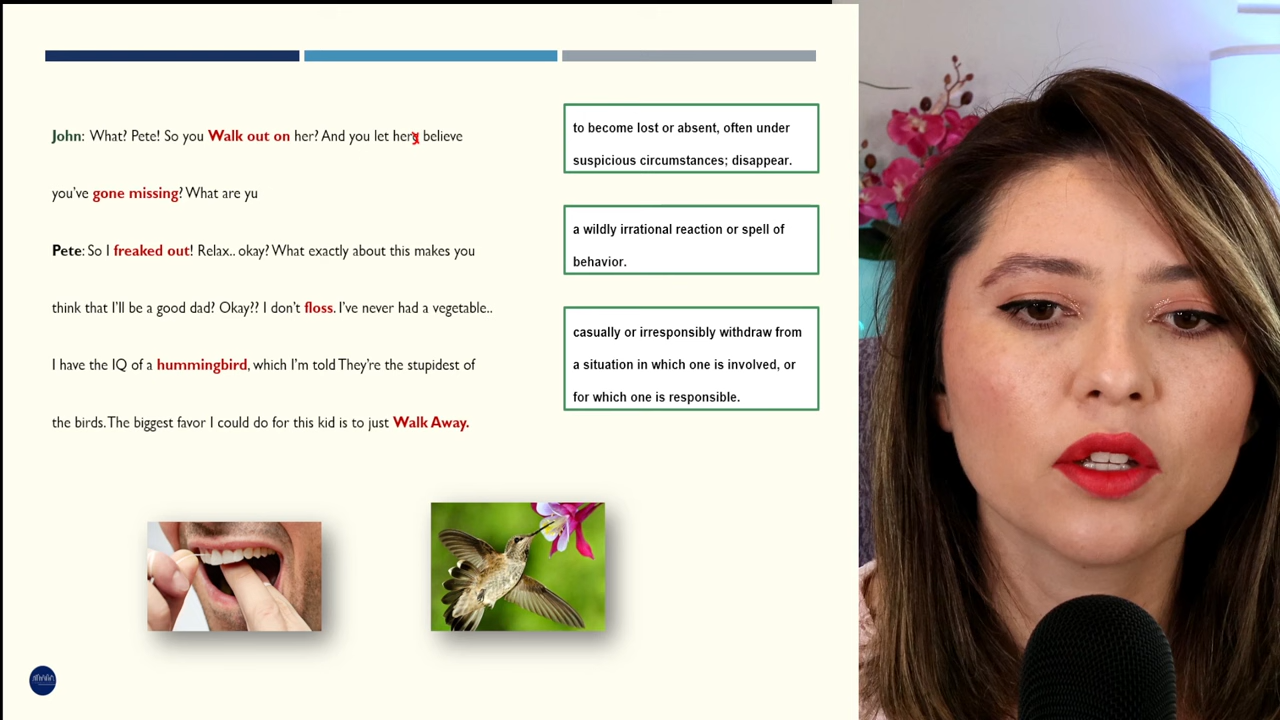 John: What? Pete! So you Walk out on her? And you let her believe
you've gone missing? What are yu
Pete: So I freaked out! Relax.. okay? What exactly about this makes you
think that I'll be a good dad? Okay?? I don't floss. I've never had a vegetable..
I have the IQ of a hummingbird, which I'm told They're the stupidest of
the birds. The biggest favor I could do for this kid is to just Walk Away.
to become lost or absent, often under
suspicious circumstances; disappear.
a wildly irrational reaction or spell of
behavior.
casually or irresponsibly withdraw from
a situation in which one is involved, or
for which one is responsible.